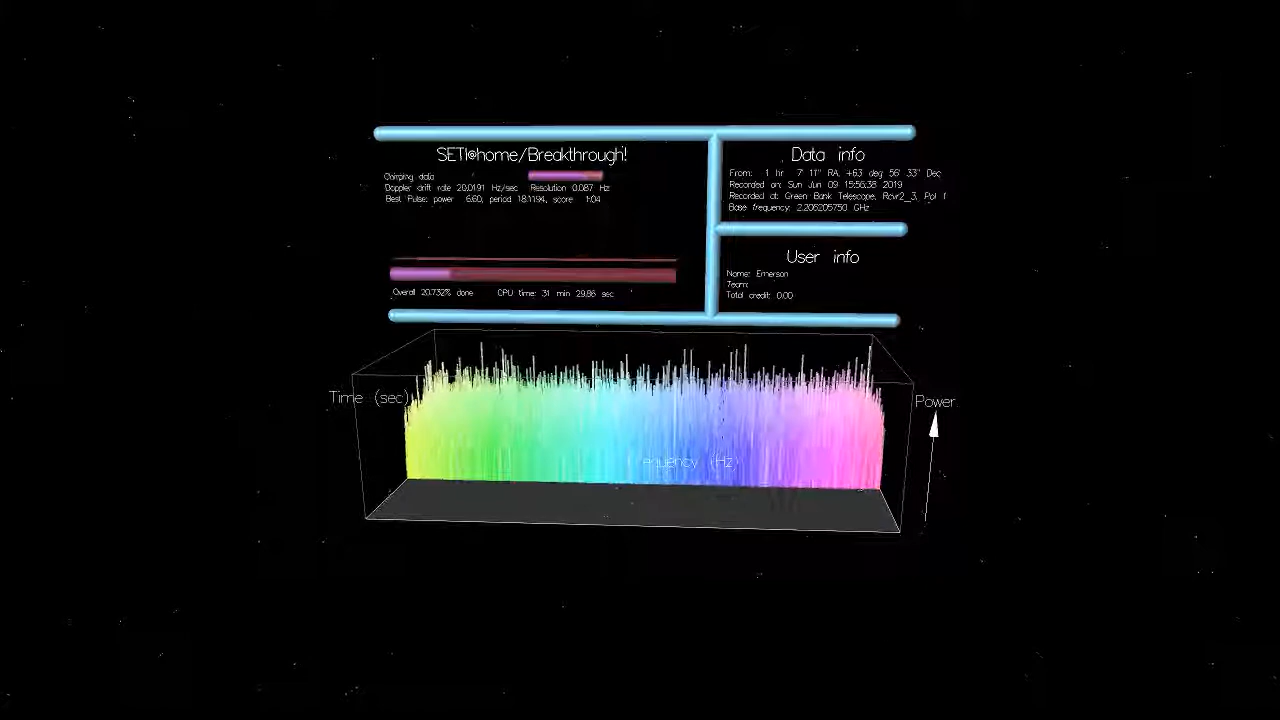 SETI@home/Breakthrough!
Chirping data
Doppler drift rate 20.0191 Hz/sec Resolution 0.087 Hz
Best Pulse: power 6.60, period 18.1194, score 1.04
Overall 20.732% done CPU time: 31 min 29.86 sec
Data info
From: 1 hr 7' 11" RA, +63 deg 56' 33" Dec
Recorded on: Sun Jun 09 15:56:38 2019
Recorded at: Green Bank Telescope, Rcvr2_3, Pol 1
Base frequency: 2.206205750 GHz
User info
Name: Emerson
Team:
Total credit: 0.00
Time (sec)
Power
equency (Hz)